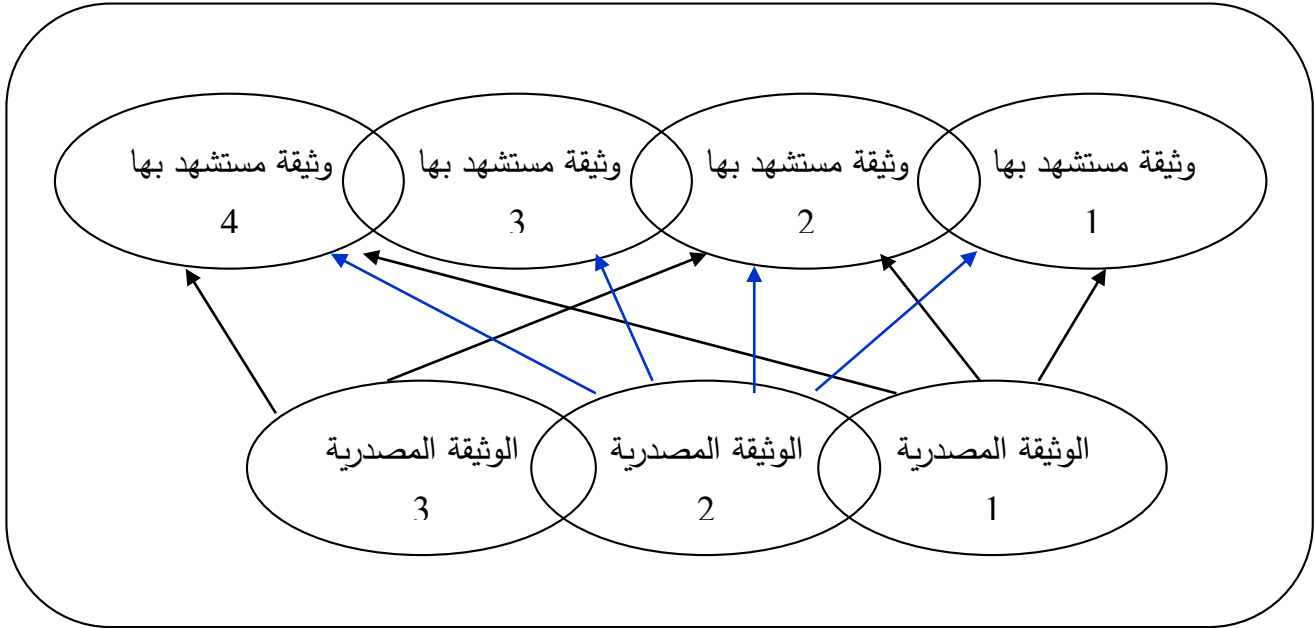 وثيقة مستشهد بها
1
وثيقة مستشهد بها
2
وثيقة مستشهد بها
3
وثيقة مستشهد بها
4
الوثيقة المصدرية
1
الوثيقة المصدرية
2
الوثيقة المصدرية
3